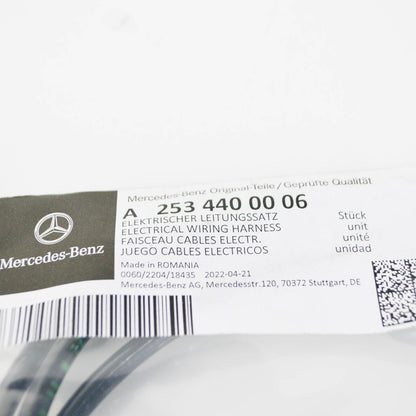 Mercedes-Benz Original-Teile / Geprüfte Qualität
A 253 440 00 06
ELEKTRISCHER LEITUNGSSATZ Stück
ELECTRICAL WIRING HARNESS unit
FAISCEAU CABLES ELECTR. unité
JUEGO CABLES ELECTRICOS unidad
Mercedes-Benz
Made in ROMANIA
0060/2204/18435 2022-04-21
Mercedes-Benz AG, Mercedesstr.120, 70372 Stuttgart, DE